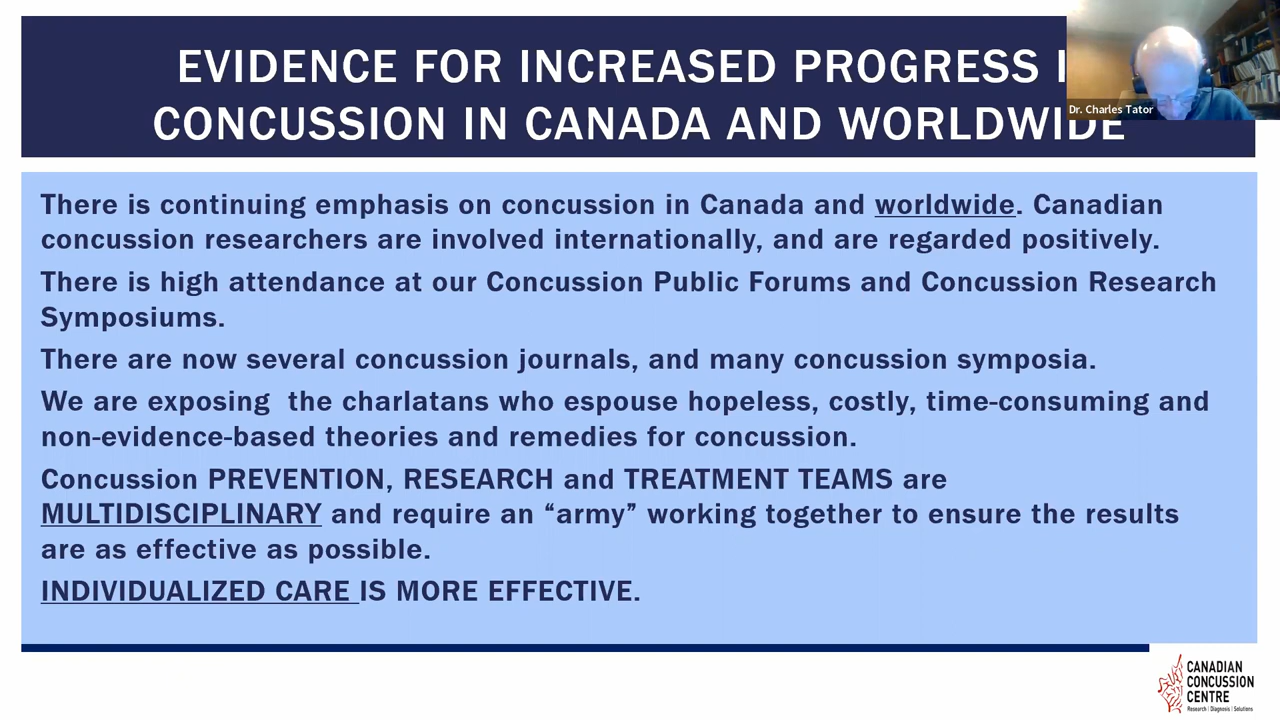 EVIDENCE FOR INCREASED PROGRESS I
CONCUSSION IN CANADA AND WORLDWIDE
Dr. Charles Tator
There is continuing emphasis on concussion in Canada and worldwide. Canadian
concussion researchers are involved internationally, and are regarded positively.
There is high attendance at our Concussion Public Forums and Concussion Research
Symposiums.
There are now several concussion journals, and many concussion symposia.
We are exposing  the charlatans who espouse hopeless, costly, time-consuming and
non-evidence-based theories and remedies for concussion.
Concussion PREVENTION, RESEARCH and TREATMENT TEAMS are
MULTIDISCIPLINARY and require an “army” working together to ensure the results
are as effective as possible.
INDIVIDUALIZED CARE IS MORE EFFECTIVE.
CANADIAN
CONCUSSION
CENTRE
Research | Diagnosis | Solutions